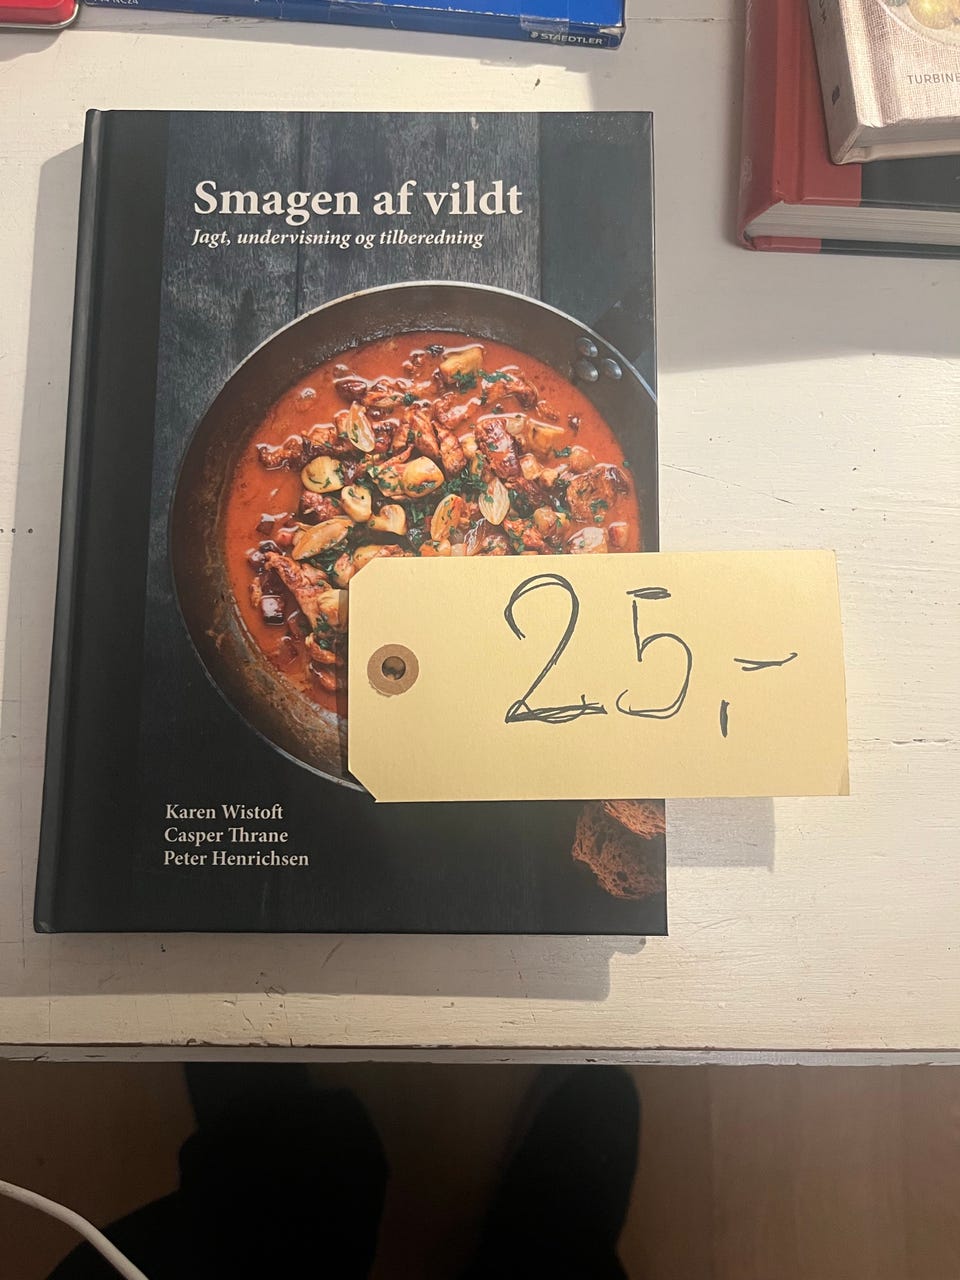 STAEDTLER
TURBINE
Smagen af vildt
Jagt, undervisning og tilberedning
25,-
Karen Wistoft
Casper Thrane
Peter Henrichsen